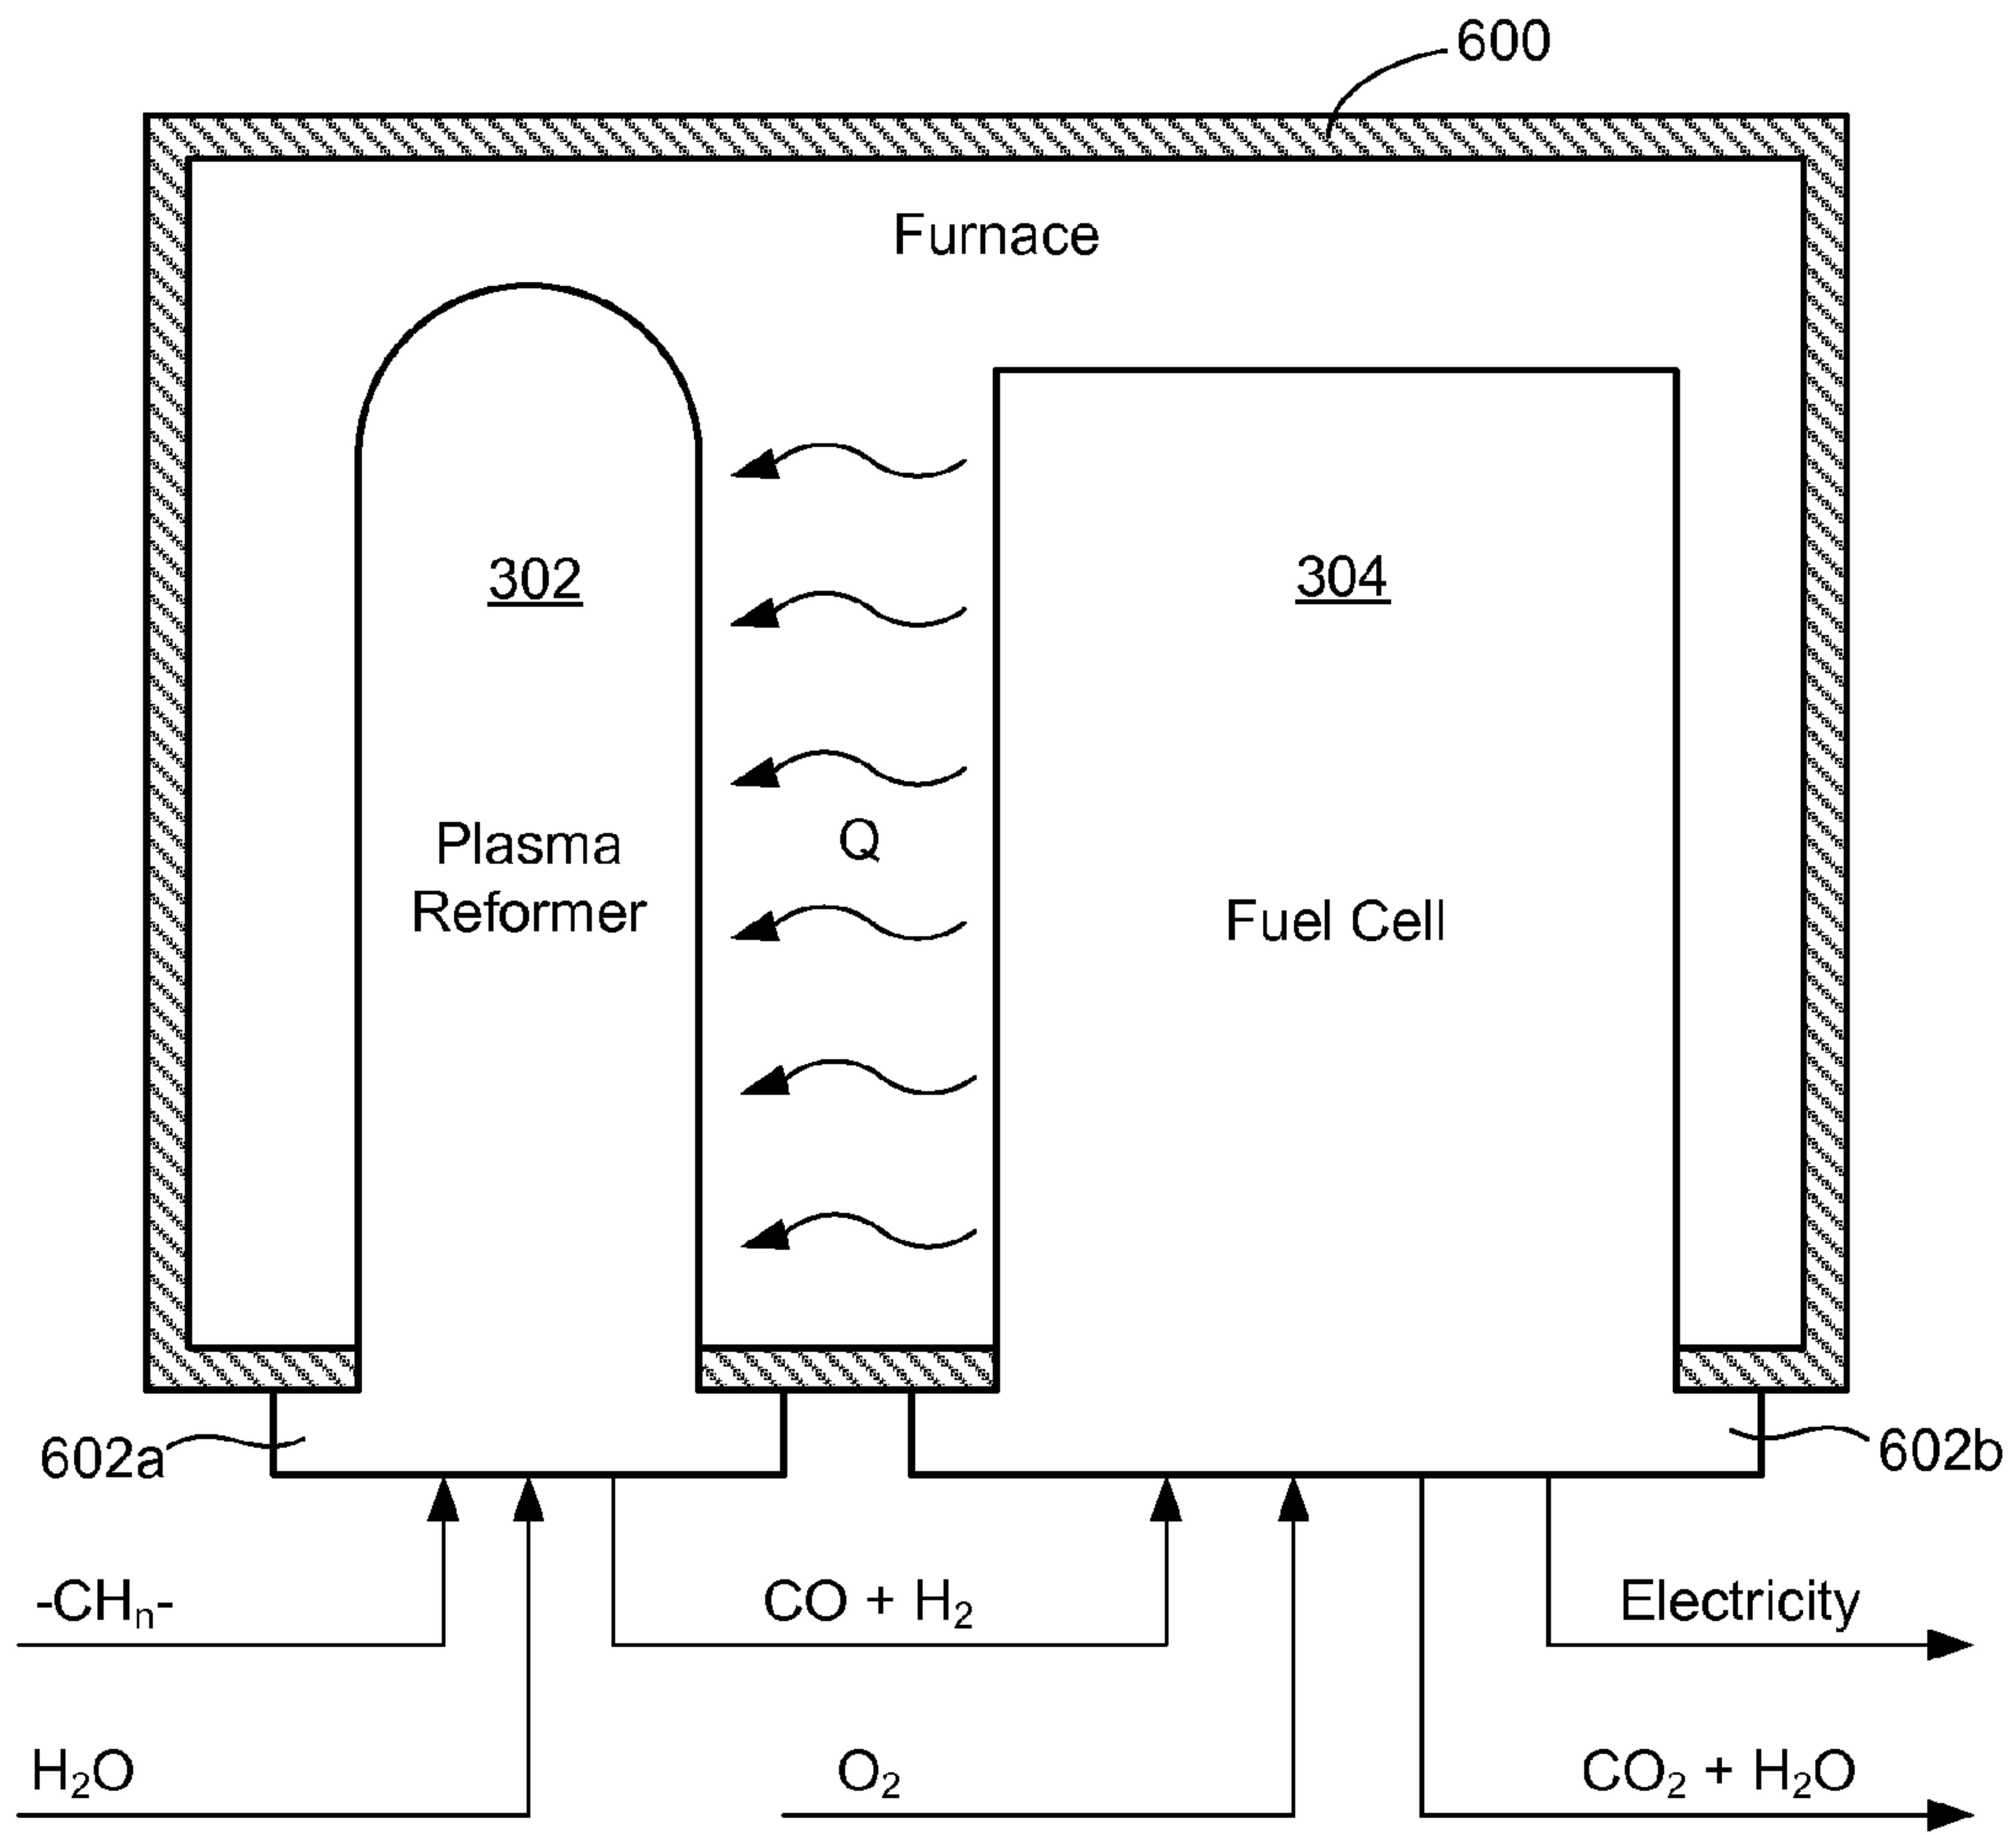 600
Furnace
302
304
Plasma
Reformer
Q
Fuel Cell
602a
602b
-CHₙ-
CO + H₂
Electricity
H₂O
O₂
CO₂ + H₂O